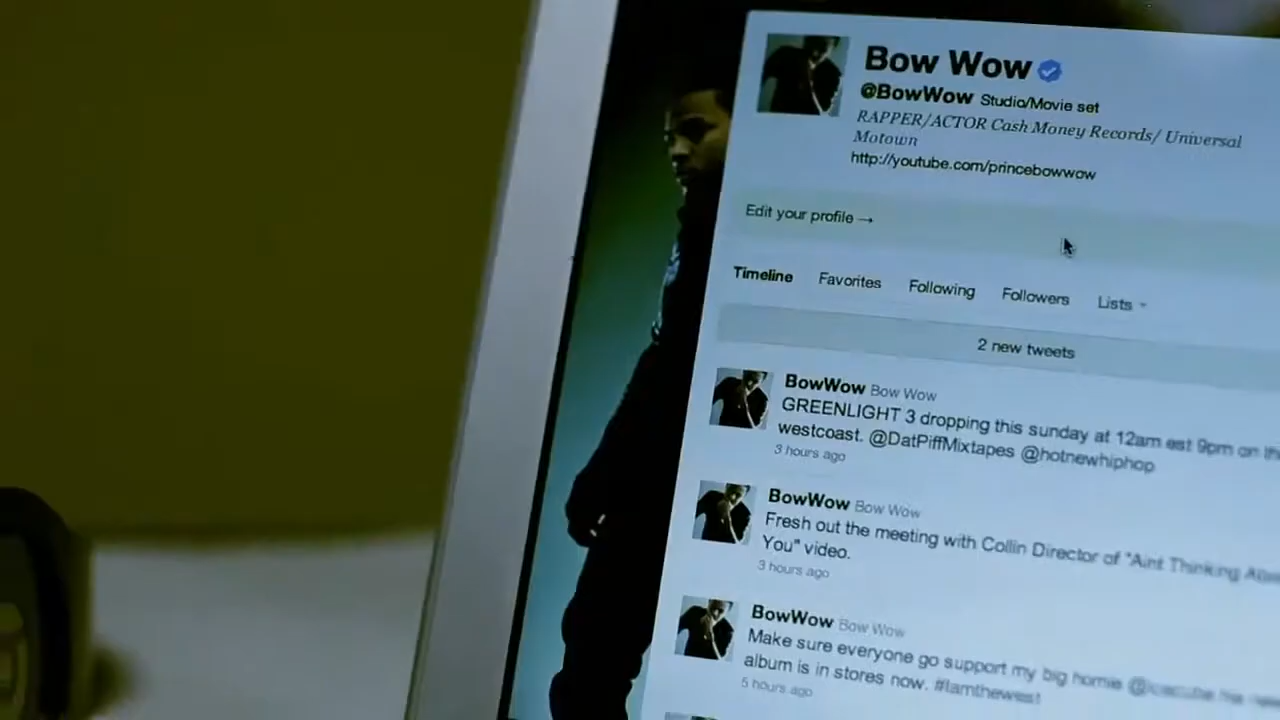 Bow Wow
@BowWow Studio/Movie set
RAPPER/ACTOR Cash Money Records/ Universal
Motown
http://youtube.com/princebowwow
Edit your profile →
Timeline Favorites Following Followers Lists
2 new tweets
BowWow Bow Wow
GREENLIGHT 3 dropping this sunday at 12am est 9pm on
westcoast. @DatPiffMixtapes @hotnewhiphop
3 hours ago
BowWow Bow Wow
Fresh out the meeting with Collin Director of "Aint Thinking
You" video.
3 hours ago
BowWow Bow Wow
Make sure everyone go support my big homie @icecube his
album is in stores now. #Iamthewest
5 hours ago